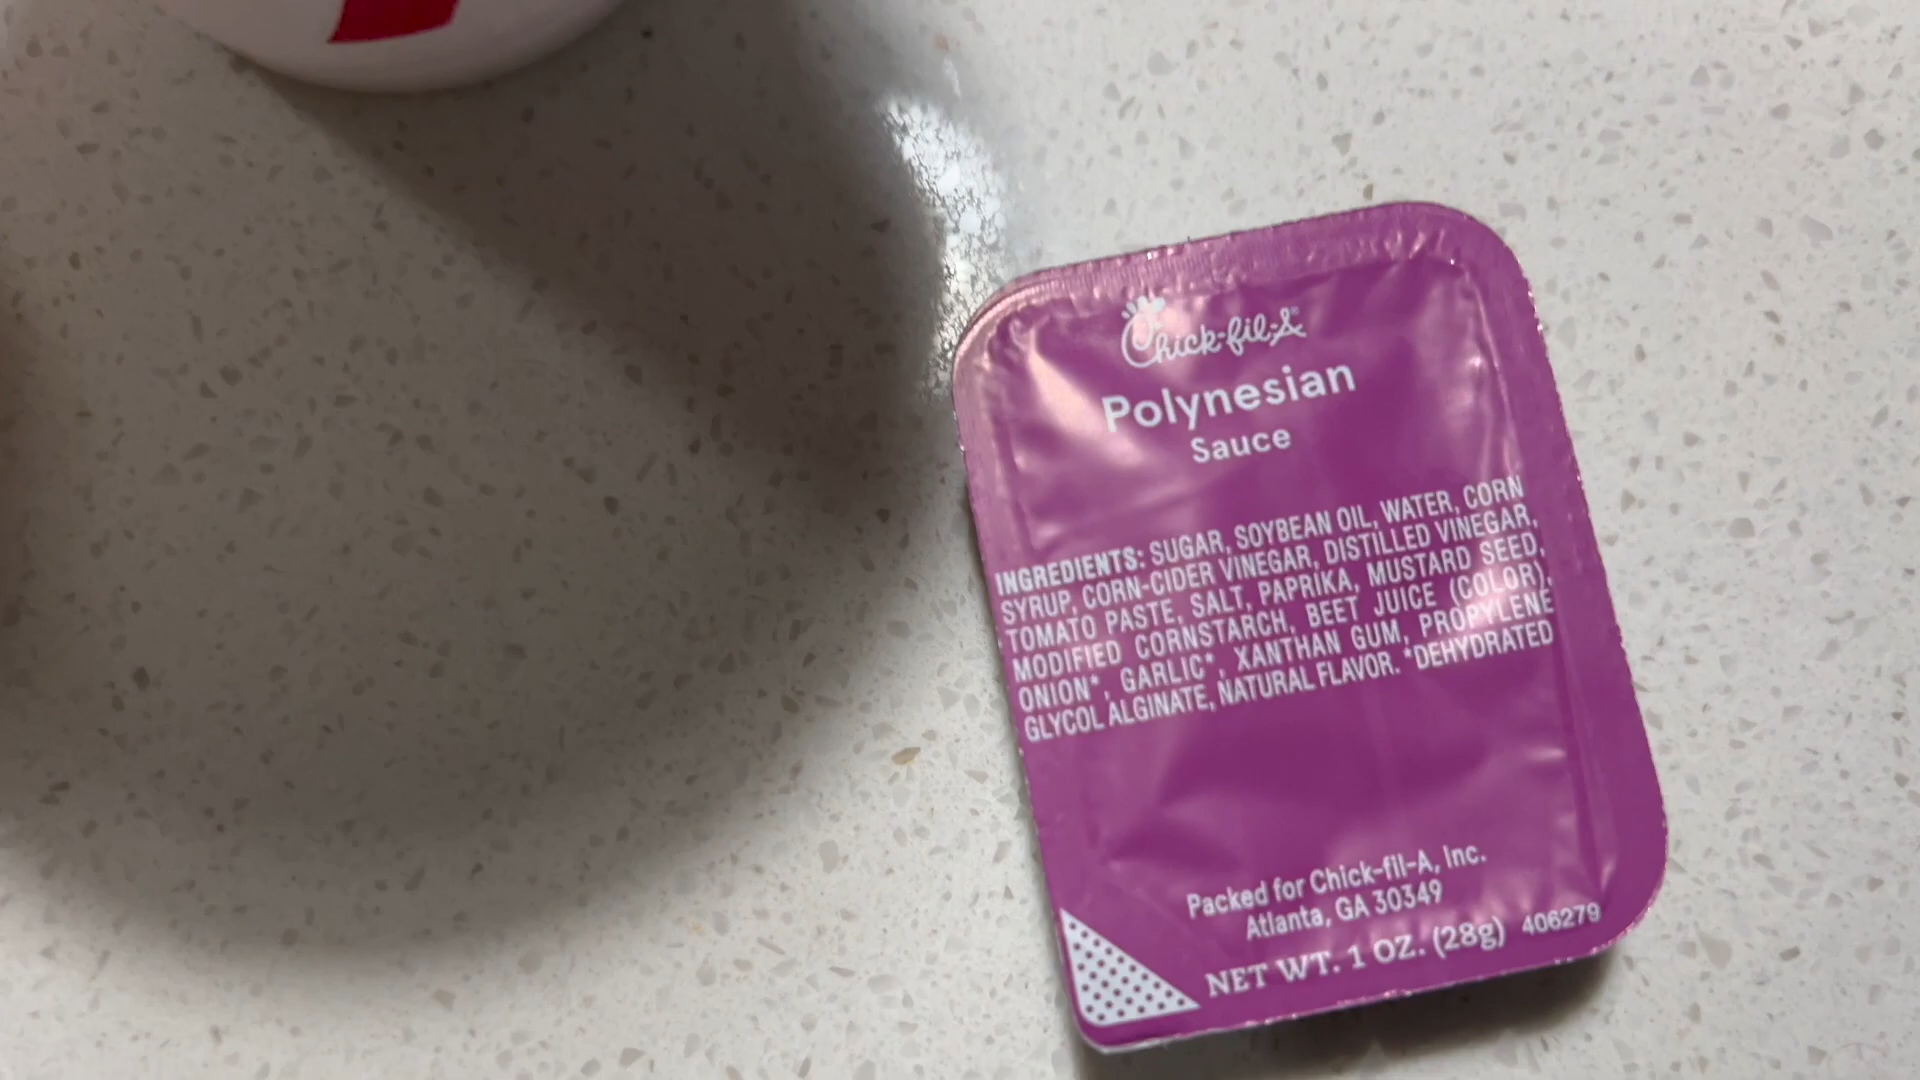 Chick-fil-A®
Polynesian
Sauce
INGREDIENTS: SUGAR, SOYBEAN OIL, WATER, CORN
SYRUP, CORN-CIDER VINEGAR, DISTILLED VINEGAR,
TOMATO PASTE, SALT, PAPRIKA, MUSTARD SEED,
MODIFIED CORNSTARCH, BEET JUICE (COLOR),
ONION*, GARLIC*, XANTHAN GUM, PROPYLENE
GLYCOL ALGINATE, NATURAL FLAVOR. *DEHYDRATED
Packed for Chick-fil-A, Inc.
Atlanta, GA 30349
NET WT. 1 OZ. (28g) 406279